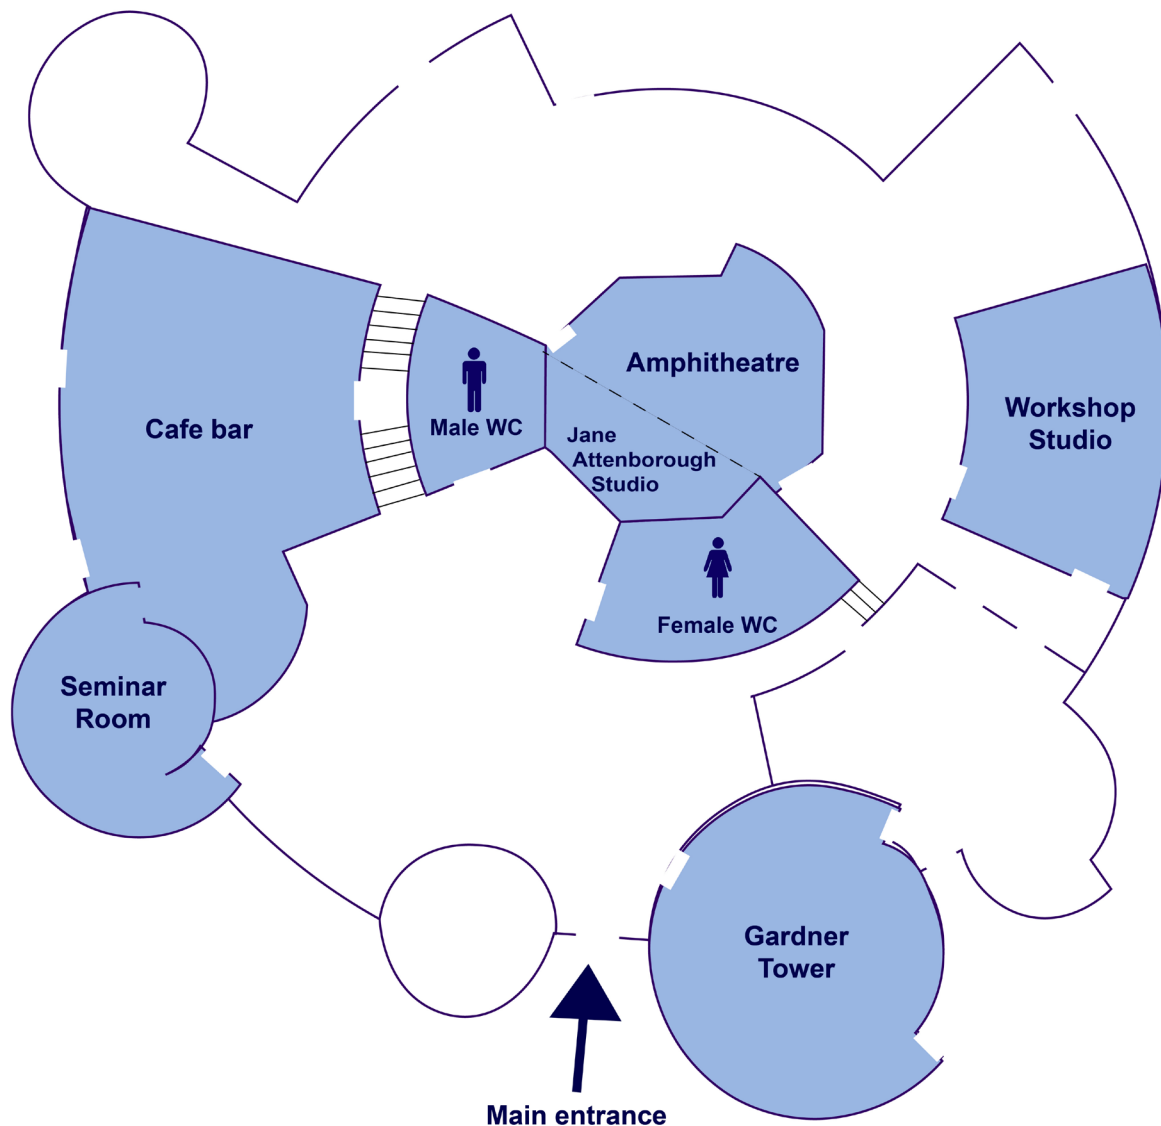 Amphitheatre
Cafe bar
Male WC
Jane
Attenborough
Studio
Workshop
Studio
Female WC
Seminar
Room
Gardner
Tower
Main entrance